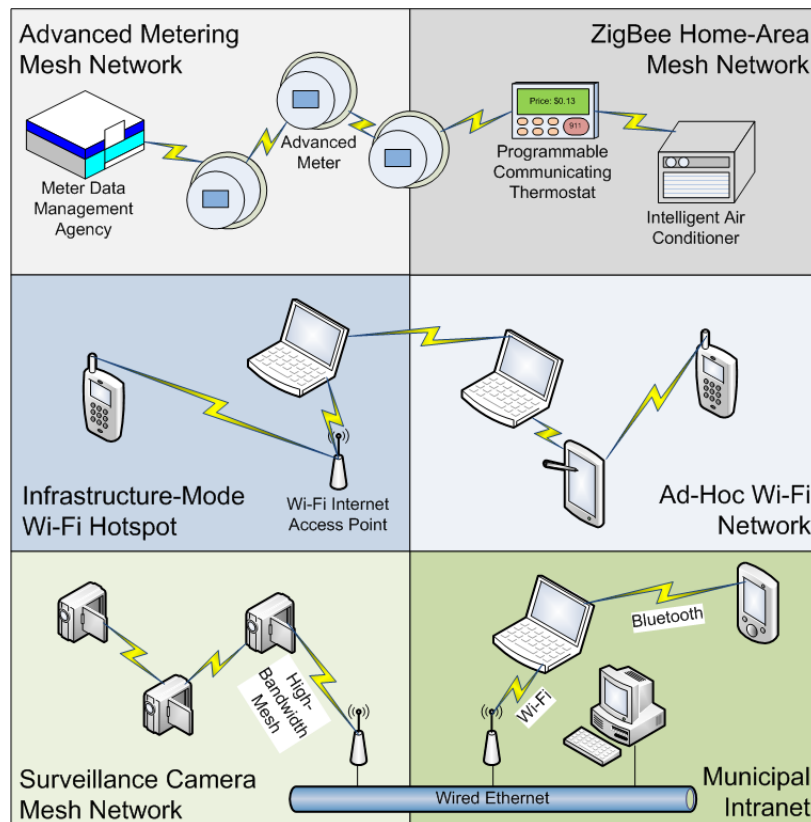 Advanced Metering
Mesh Network
ZigBee Home-Area
Mesh Network
Price: $0.13
911
Advanced
Meter
Programmable
Communicating
Thermostat
Meter Data
Management
Agency
Intelligent Air
Conditioner
Infrastructure-Mode
Wi-Fi Hotspot
Wi-Fi Internet
Access Point
Ad-Hoc Wi-Fi
Network
High-
Bandwidth
Mesh
Bluetooth
Wi-Fi
Surveillance Camera
Mesh Network
Wired Ethernet
Municipal
Intranet